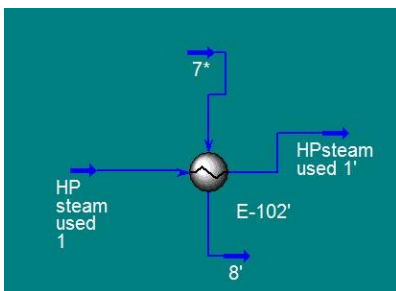 7*
HPsteam
used 1'
HP
steam
used
1
E-102'
8'